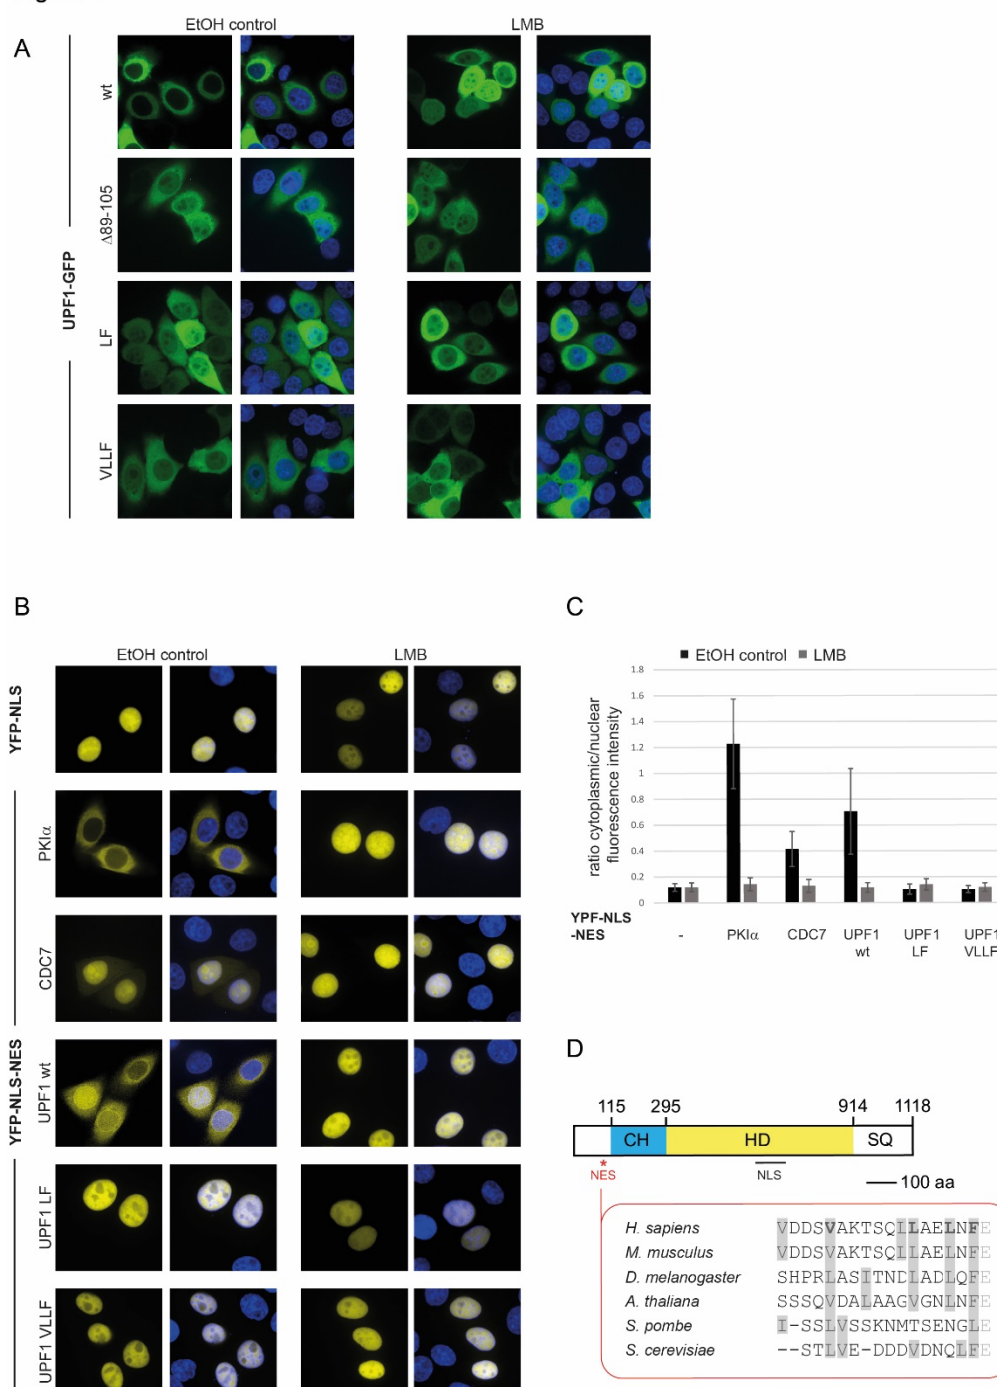 A
EtOH control
LMB
UPF1-GFP
wt
Δ89-105
LF
VLLF
B
EtOH control
LMB
YFP-NLS
YFP-NLS-NES
PKIα
CDC7
UPF1 wt
UPF1 LF
UPF1 VLLF
C
EtOH control LMB
ratio cytoplasmic/nuclear
fluorescence intensity
1.8
1.6
1.4
1.2
1
0.8
0.6
0.4
0.2
0
YPF-NLS
-NES
- PKIα CDC7 UPF1 UPF1 UPF1
wt LF VLLF
D
115 295 914 1118
CH HD SQ
*
NES NLS
100 aa
H. sapiens VDDSVAKTSQLLAELNFE
M. musculus VDDSVAKTSQLLAELNFE
D. melanogaster SHPRLASITNDLADLQFE
A. thaliana SSSQVDALAAGVGNLNFE
S. pombe I-SSLVSSKNMTSENGLE
S. cerevisiae --STLVE-DDDVDNQLFE